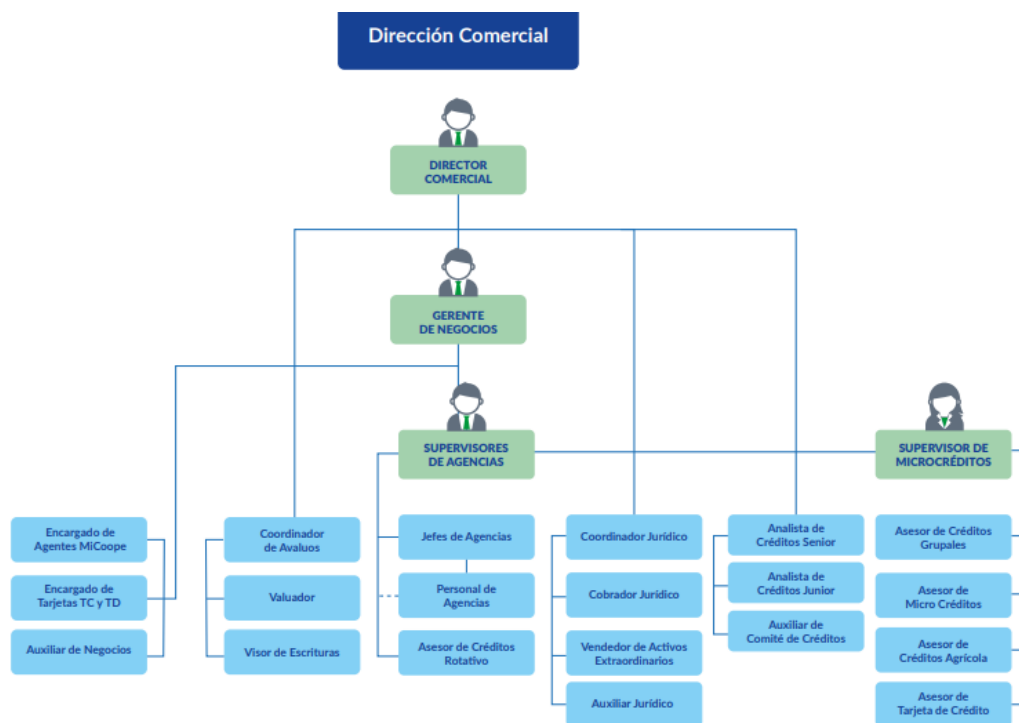 Dirección Comercial
DIRECTOR
COMERCIAL
GERENTE
DE NEGOCIOS
SUPERVISORES
DE AGENCIAS
SUPERVISOR DE
MICROCRÉDITOS
Encargado de
Agentes MiCoope
Encargado de
Tarjetas TC y TD
Auxiliar de Negocios
Coordinador
de Avaluos
Valuador
Visor de Escrituras
Jefes de Agencias
Personal de
Agencias
Asesor de Créditos
Rotativo
Coordinador Jurídico
Cobrador Jurídico
Vendedor de Activos
Extraordinarios
Auxiliar Jurídico
Analista de
Créditos Senior
Analista de
Créditos Junior
Auxiliar de
Comité de Créditos
Asesor de Créditos
Grupales
Asesor de
Micro Créditos
Asesor de
Créditos Agrícola
Asesor de
Tarjeta de Crédito